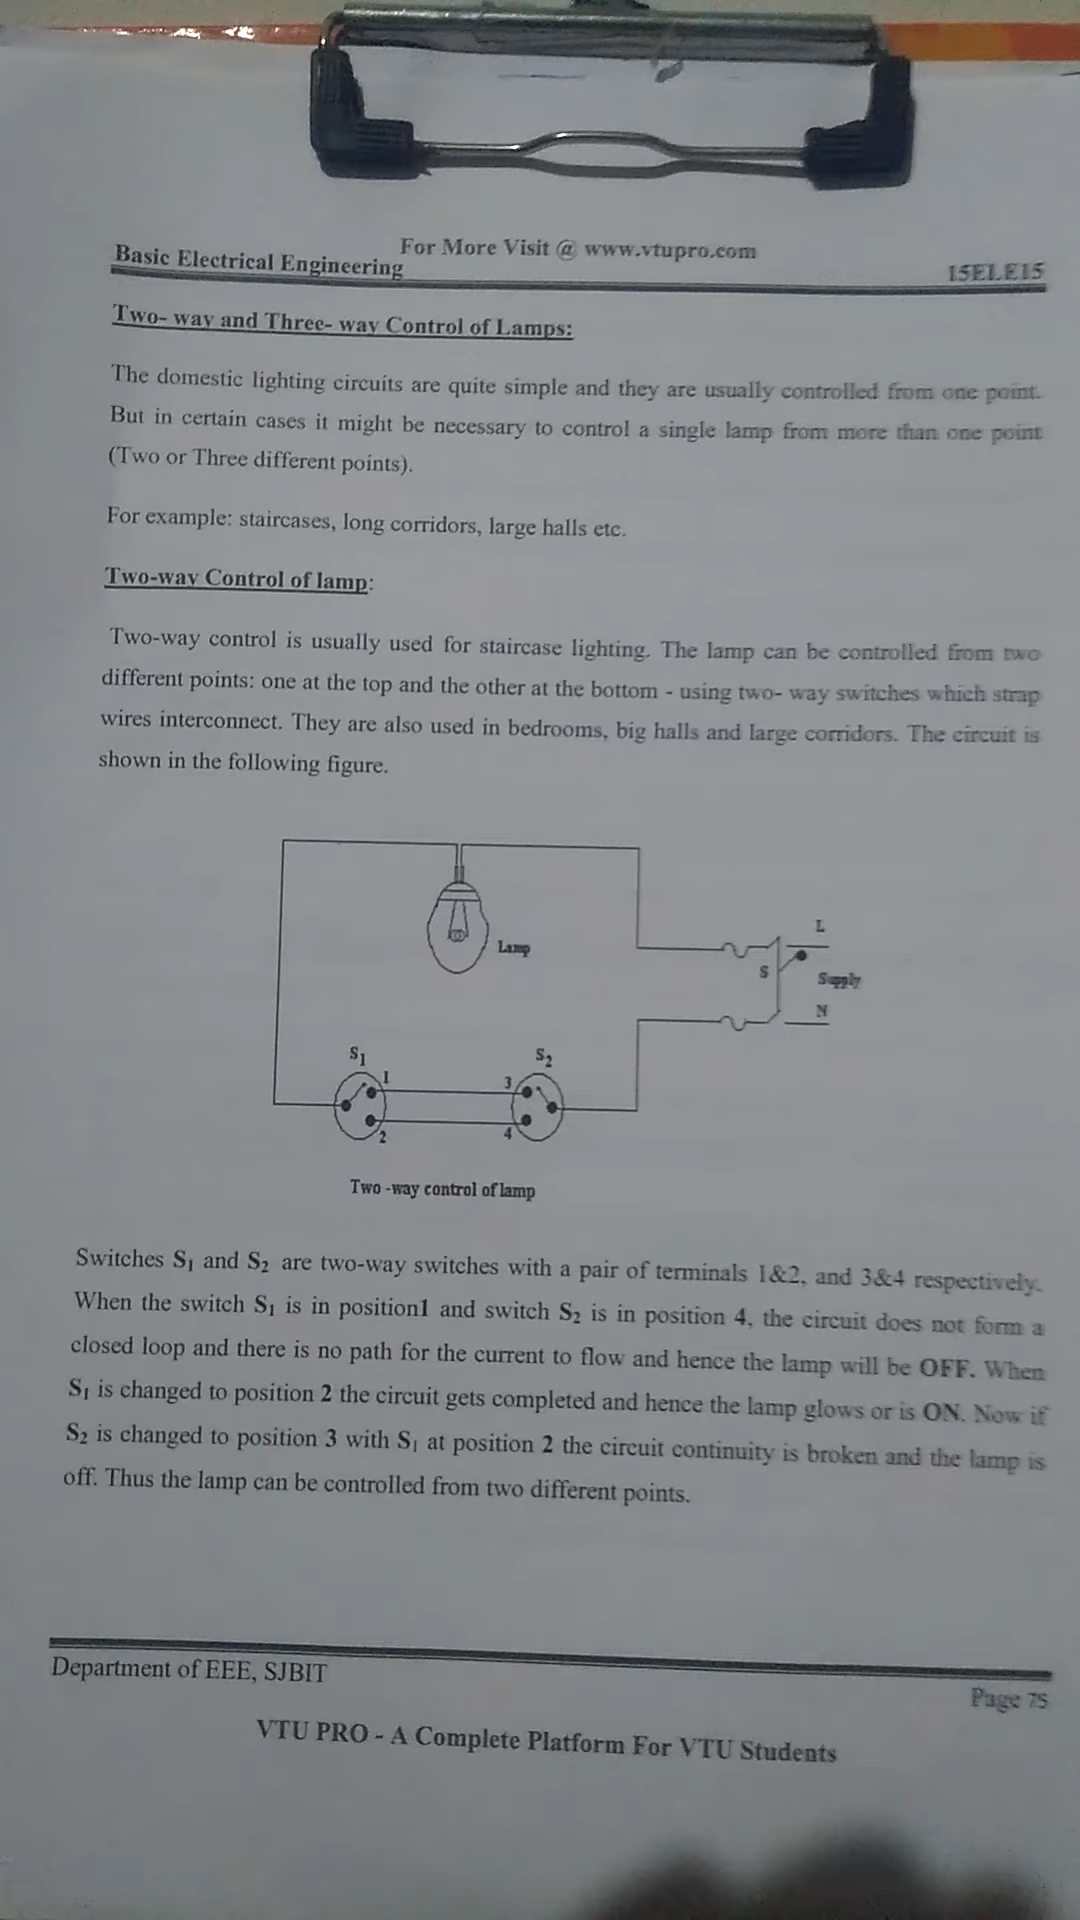 For More Visit @ www.vtupro.com
Basic Electrical Engineering 15ELE15
Two- way and Three- way Control of Lamps:
The domestic lighting circuits are quite simple and they are usually controlled from one point.
But in certain cases it might be necessary to control a single lamp from more than one point
(Two or Three different points).
For example: staircases, long corridors, large halls etc.
Two-way Control of lamp:
Two-way control is usually used for staircase lighting. The lamp can be controlled from two
different points: one at the top and the other at the bottom - using two- way switches which strap
wires interconnect. They are also used in bedrooms, big halls and large corridors. The circuit is
shown in the following figure.
L
Lamp
S
Supply
N
S₁ S₂
1 3
2 4
Two -way control of lamp
Switches S₁ and S₂ are two-way switches with a pair of terminals 1&2, and 3&4 respectively.
When the switch S₁ is in position1 and switch S₂ is in position 4, the circuit does not form a
closed loop and there is no path for the current to flow and hence the lamp will be OFF. When
S₁ is changed to position 2 the circuit gets completed and hence the lamp glows or is ON. Now if
S₂ is changed to position 3 with S₁ at position 2 the circuit continuity is broken and the lamp is
off. Thus the lamp can be controlled from two different points.
Department of EEE, SJBIT
Page 75
VTU PRO - A Complete Platform For VTU Students